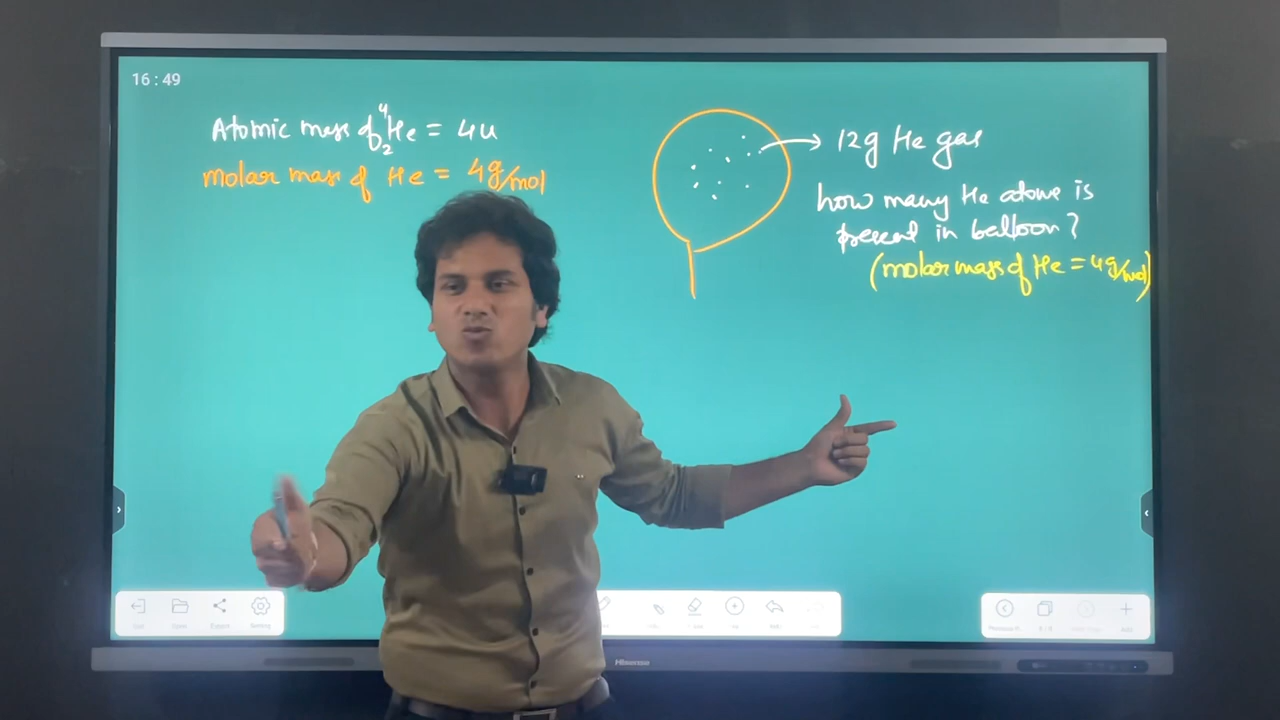 16:49
Atomic mass of ⁴₂He = 4u
molar mass of He = 4g/mol
12g He gas
how many He atoms is
present in balloon?
(molar mass of He = 4g/mol)
Hisense